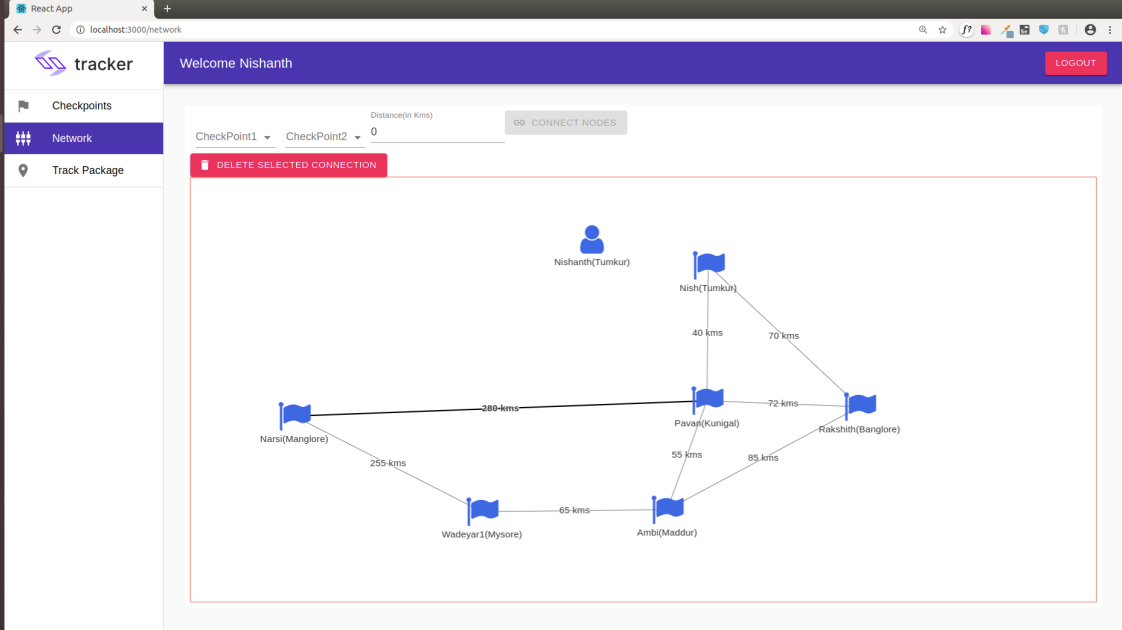 React App
localhost:3000/network
f?
tracker
Welcome Nishanth
LOGOUT
Checkpoints
Network
Track Package
CheckPoint1
CheckPoint2
Distance(in Kms)
0
CONNECT NODES
DELETE SELECTED CONNECTION
Nishanth(Tumkur)
Nish(Tumkur)
40 kms
70 kms
280 kms
72 kms
Narsi(Manglore)
Pavan(Kunigal)
Rakshith(Banglore)
255 kms
55 kms
85 kms
65 kms
Wadeyar1(Mysore)
Ambi(Maddur)